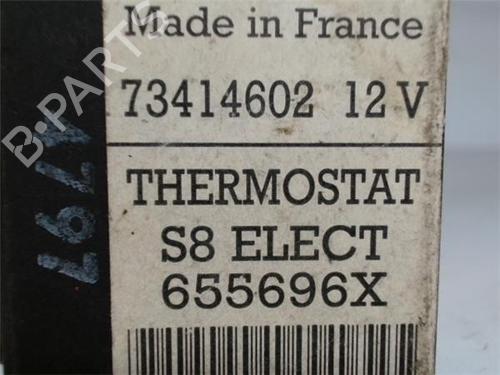 Made in France
73414602 12 V
THERMOSTAT
S8 ELECT
655696X
B-PARTS